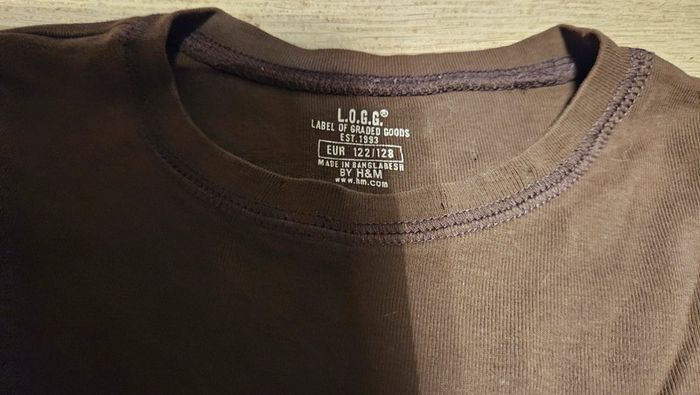 L.O.G.G.®
LABEL OF GRADED GOODS
EST.1993
EUR 122/128
MADE IN BANGLADESH
BY H&M
www.hm.com